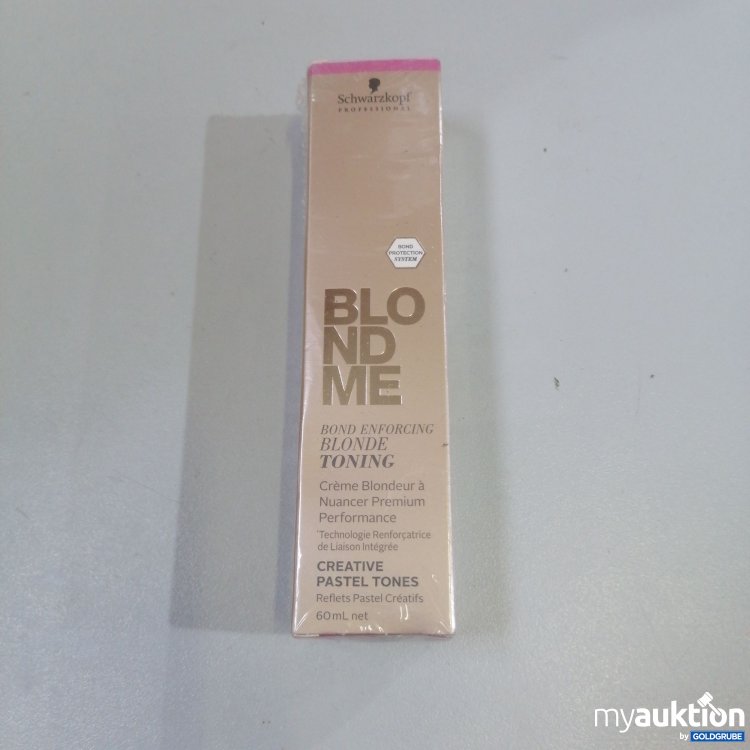 Schwarzkopf
PROFESSIONAL
BOND
PROTECTION
SYSTEM
BLO
ND
ME
BOND ENFORCING
BLONDE
TONING
Crème Blondeur à
Nuancer Premium
Performance
*Technologie Renforçatrice
de Liaison Intégrée
CREATIVE
PASTEL TONES
Reflets Pastel Créatifs
60mL net
myauktion
by GOLDGRUBE